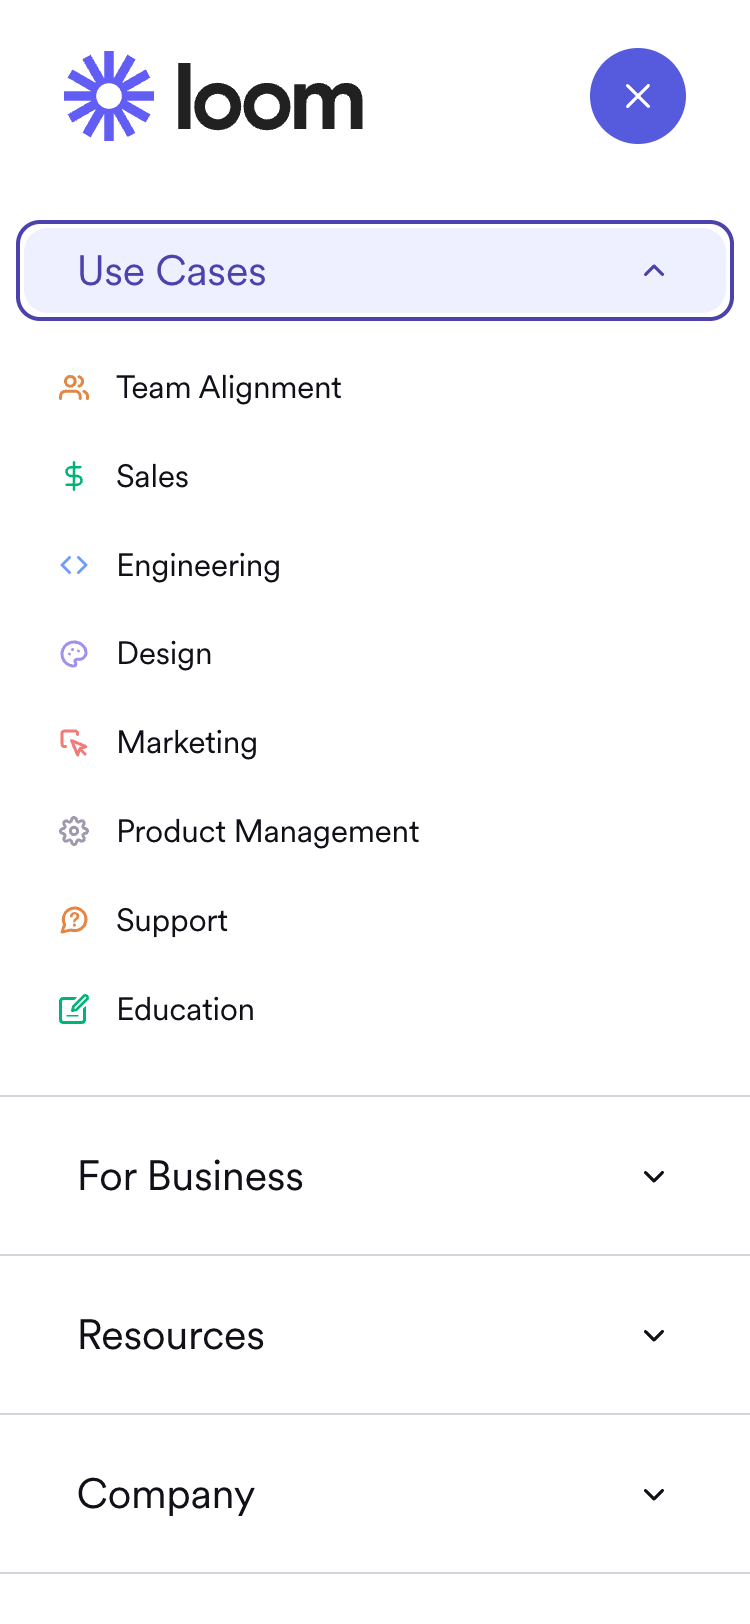 loom
Use Cases
Team Alignment
Sales
Engineering
Design
Marketing
Product Management
Support
Education
For Business
Resources
Company